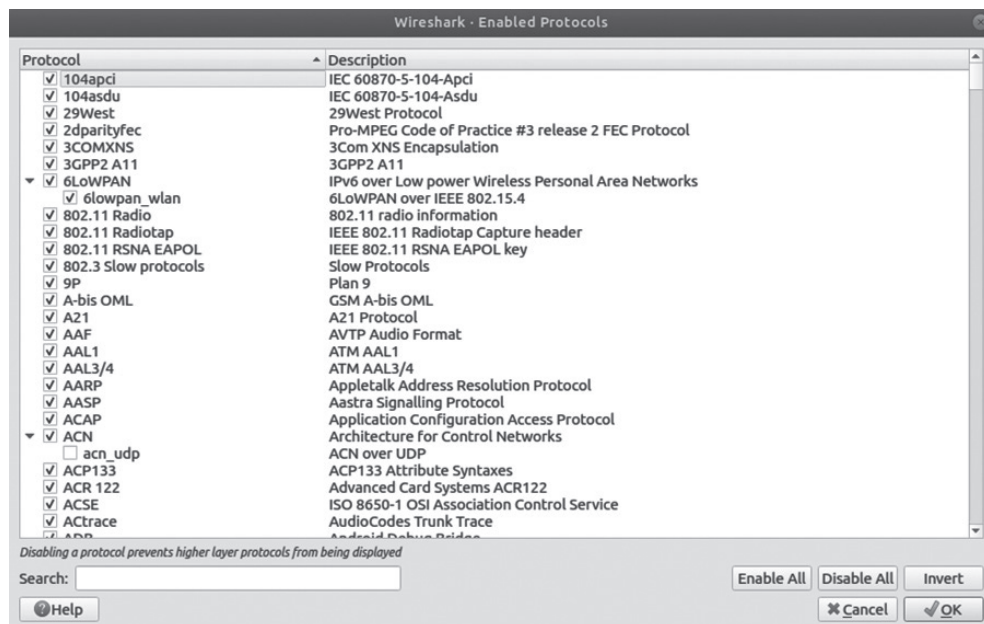 Wireshark · Enabled Protocols
Protocol Description
104apci IEC 60870-5-104-Apci
104asdu IEC 60870-5-104-Asdu
29West 29West Protocol
2dparityfec Pro-MPEG Code of Practice #3 release 2 FEC Protocol
3COMXNS 3Com XNS Encapsulation
3GPP2 A11 3GPP2 A11
6LoWPAN IPv6 over Low power Wireless Personal Area Networks
6lowpan_wlan 6LoWPAN over IEEE 802.15.4
802.11 Radio 802.11 radio information
802.11 Radiotap IEEE 802.11 Radiotap Capture header
802.11 RSNA EAPOL IEEE 802.11 RSNA EAPOL key
802.3 Slow protocols Slow Protocols
9P Plan 9
A-bis OML GSM A-bis OML
A21 A21 Protocol
AAF AVTP Audio Format
AAL1 ATM AAL1
AAL3/4 ATM AAL3/4
AARP Appletalk Address Resolution Protocol
AASP Aastra Signalling Protocol
ACAP Application Configuration Access Protocol
ACN Architecture for Control Networks
acn_udp ACN over UDP
ACP133 ACP133 Attribute Syntaxes
ACR 122 Advanced Card Systems ACR122
ACSE ISO 8650-1 OSI Association Control Service
ACtrace AudioCodes Trunk Trace
ADB Android Debug Bridge
Disabling a protocol prevents higher layer protocols from being displayed
Search:
Enable All Disable All Invert
Help Cancel OK